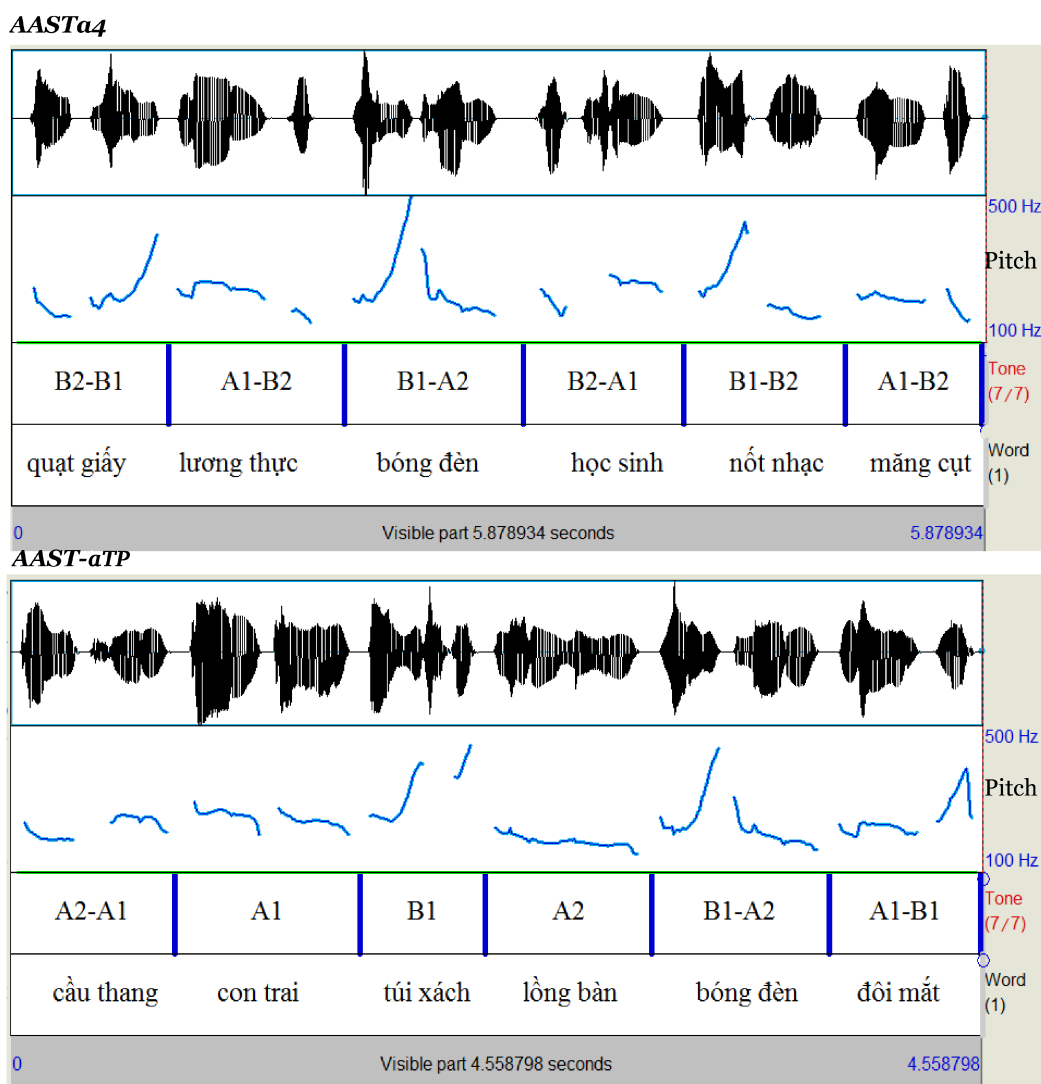 AASTa4
500 Hz
Pitch
100 Hz
B2-B1 A1-B2 B1-A2 B2-A1 B1-B2 A1-B2 Tone (7/7)
quạt giấy lương thực bóng đèn học sinh nốt nhạc măng cụt Word (1)
0 Visible part 5.878934 seconds 5.878934
AAST-aTP
500 Hz
Pitch
100 Hz
A2-A1 A1 B1 A2 B1-A2 A1-B1 Tone (7/7)
cầu thang con trai túi xách lồng bàn bóng đèn đôi mắt Word (1)
0 Visible part 4.558798 seconds 4.558798